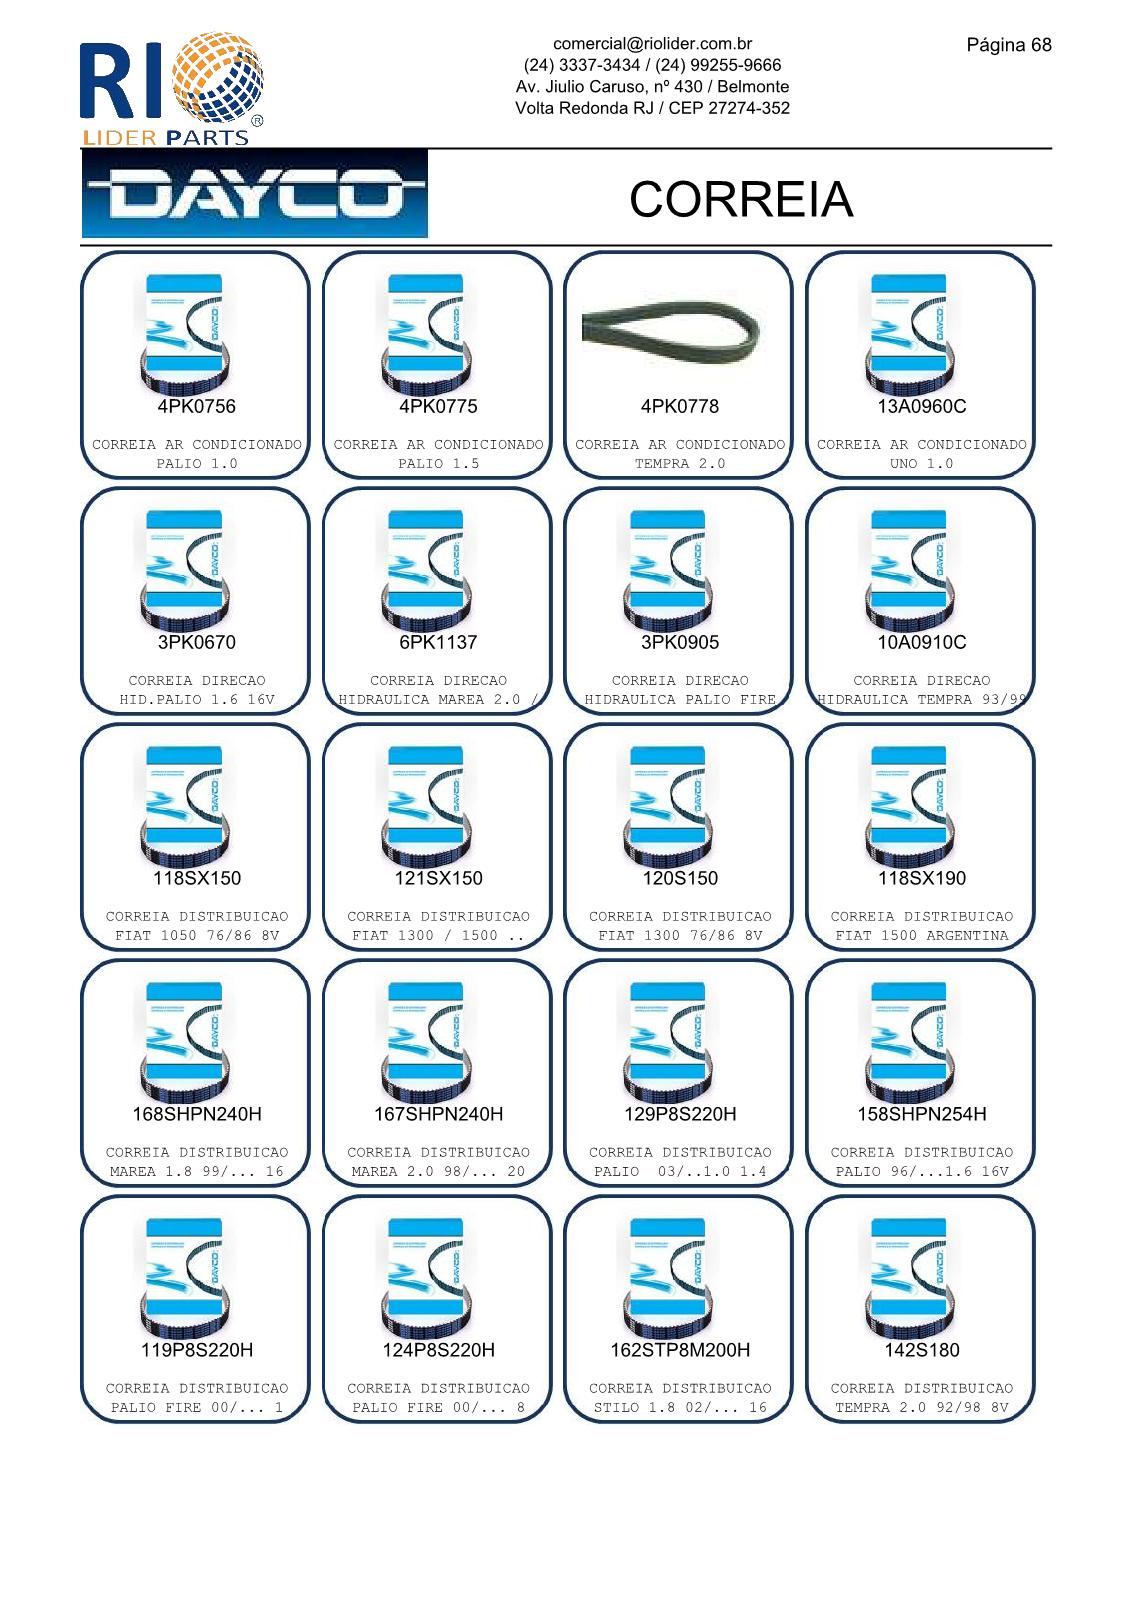 RIO
LIDER PARTS
®
comercial@riolider.com.br
(24) 3337-3434 / (24) 99255-9666
Av. Jiulio Caruso, nº 430 / Belmonte
Volta Redonda RJ / CEP 27274-352
Página 68
DAYCO
CORREIA
4PK0756
CORREIA AR CONDICIONADO
PALIO 1.0
4PK0775
CORREIA AR CONDICIONADO
PALIO 1.5
4PK0778
CORREIA AR CONDICIONADO
TEMPRA 2.0
13A0960C
CORREIA AR CONDICIONADO
UNO 1.0
3PK0670
CORREIA DIRECAO
HID.PALIO 1.6 16V
6PK1137
CORREIA DIRECAO
HIDRAULICA MAREA 2.0 /
3PK0905
CORREIA DIRECAO
HIDRAULICA PALIO FIRE
10A0910C
CORREIA DIRECAO
HIDRAULICA TEMPRA 93/99
118SX150
CORREIA DISTRIBUICAO
FIAT 1050 76/86 8V
121SX150
CORREIA DISTRIBUICAO
FIAT 1300 / 1500 ..
120S150
CORREIA DISTRIBUICAO
FIAT 1300 76/86 8V
118SX190
CORREIA DISTRIBUICAO
FIAT 1500 ARGENTINA
168SHPN240H
CORREIA DISTRIBUICAO
MAREA 1.8 99/... 16
167SHPN240H
CORREIA DISTRIBUICAO
MAREA 2.0 98/... 20
129P8S220H
CORREIA DISTRIBUICAO
PALIO  03/..1.0 1.4
158SHPN254H
CORREIA DISTRIBUICAO
PALIO 96/...1.6 16V
119P8S220H
CORREIA DISTRIBUICAO
PALIO FIRE 00/... 1
124P8S220H
CORREIA DISTRIBUICAO
PALIO FIRE 00/... 8
162STP8M200H
CORREIA DISTRIBUICAO
STILO 1.8 02/... 16
142S180
CORREIA DISTRIBUICAO
TEMPRA 2.0 92/98 8V